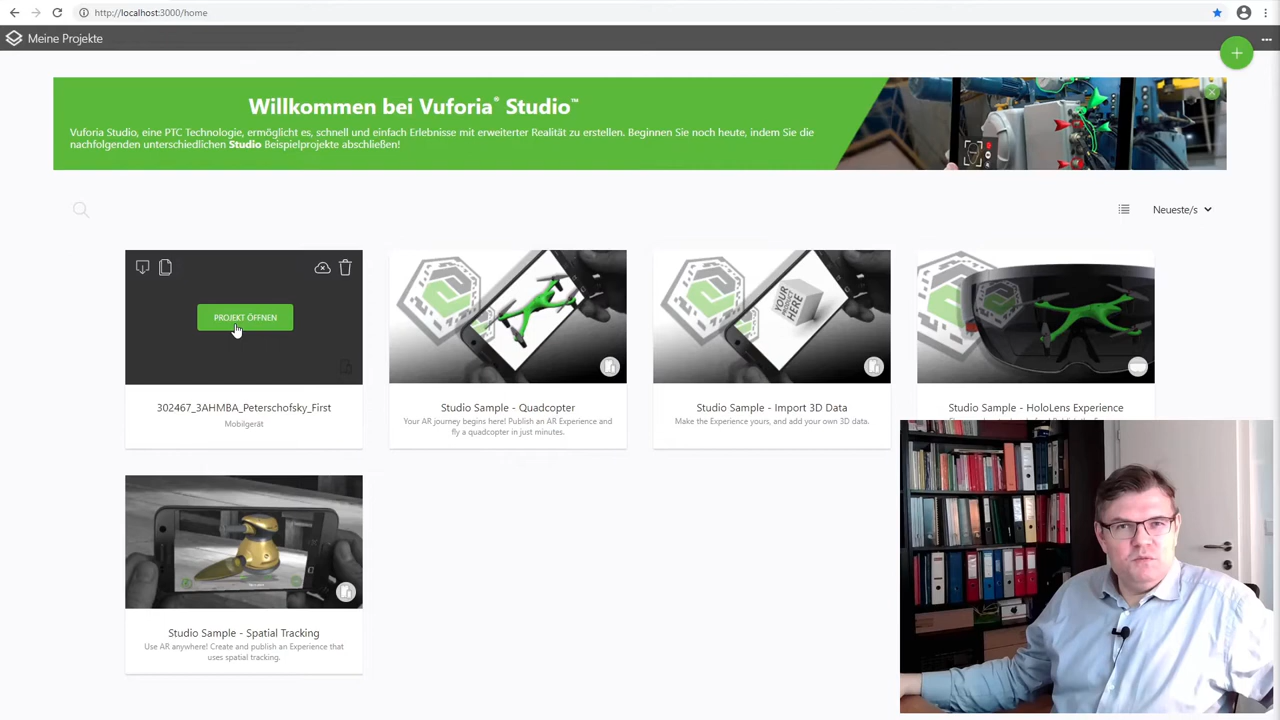 http://localhost:3000/home
Meine Projekte
Willkommen bei Vuforia® Studio™
Vuforia Studio, eine PTC Technologie, ermöglicht es, schnell und einfach Erlebnisse mit erweiterter Realität zu erstellen. Beginnen Sie noch heute, indem Sie die
nachfolgenden unterschiedlichen Studio Beispielprojekte abschließen!
Neueste/s
PROJEKT ÖFFNEN
YOUR PRODUCT HERE
302467_3AHMBA_Peterschofsky_First
Mobilgerät
Studio Sample - Quadcopter
Your AR journey begins here! Publish an AR Experience and
fly a quadcopter in just minutes.
Studio Sample - Import 3D Data
Make the Experience yours, and add your own 3D data.
Studio Sample - HoloLens Experience
Studio Sample - Spatial Tracking
Use AR anywhere! Create and publish an Experience that
uses spatial tracking.